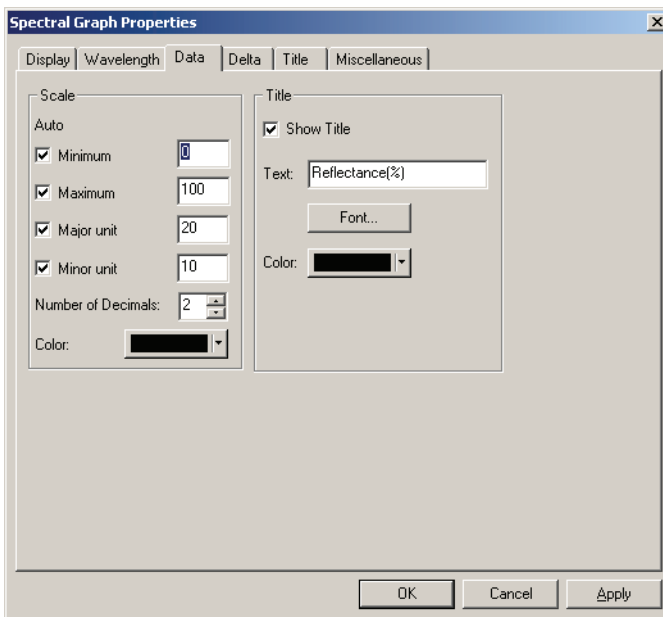 Spectral Graph Properties
Display Wavelength Data Delta Title Miscellaneous
Scale
Auto
Minimum 0
Maximum 100
Major unit 20
Minor unit 10
Number of Decimals: 2
Color:
Title
Show Title
Text: Reflectance(%)
Font...
Color:
OK Cancel Apply